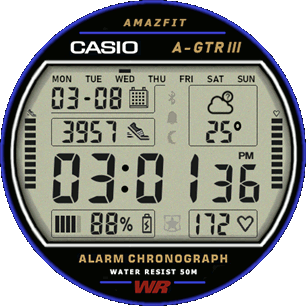 AMAZFIT
CASIO A-GTR III
MON TUE WED THU FRI SAT SUN
03-08
3957 25°
03:01 36 PM
88% 172
ALARM CHRONOGRAPH
WATER RESIST 50M
WR